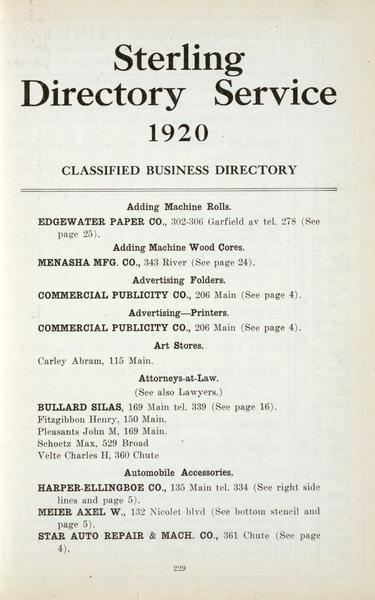 Sterling
Directory Service
1920
CLASSIFIED BUSINESS DIRECTORY
Adding Machine Rolls.
EDGEWATER PAPER CO., 302-306 Garfield av tel. 278 (See
page 25).
Adding Machine Wood Cores.
MENASHA MFG. CO., 343 River (See page 24).
Advertising Folders.
COMMERCIAL PUBLICITY CO., 206 Main (See page 4).
Advertising—Printers.
COMMERCIAL PUBLICITY CO., 206 Main (See page 4).
Art Stores.
Carley Abram, 115 Main.
Attorneys-at-Law.
(See also Lawyers.)
BULLARD SILAS, 169 Main tel. 339 (See page 16).
Fitzgibbon Henry, 150 Main.
Pleasants John M, 169 Main.
Schoetz Max, 529 Broad
Velte Charles H, 360 Chute
Automobile Accessories.
HARPER-ELLINGBOE CO., 135 Main tel. 334 (See right side
lines and page 5).
MEIER AXEL W., 132 Nicolet blvd (See bottom stencil and
page 5).
STAR AUTO REPAIR & MACH. CO., 361 Chute (See page
4).
229